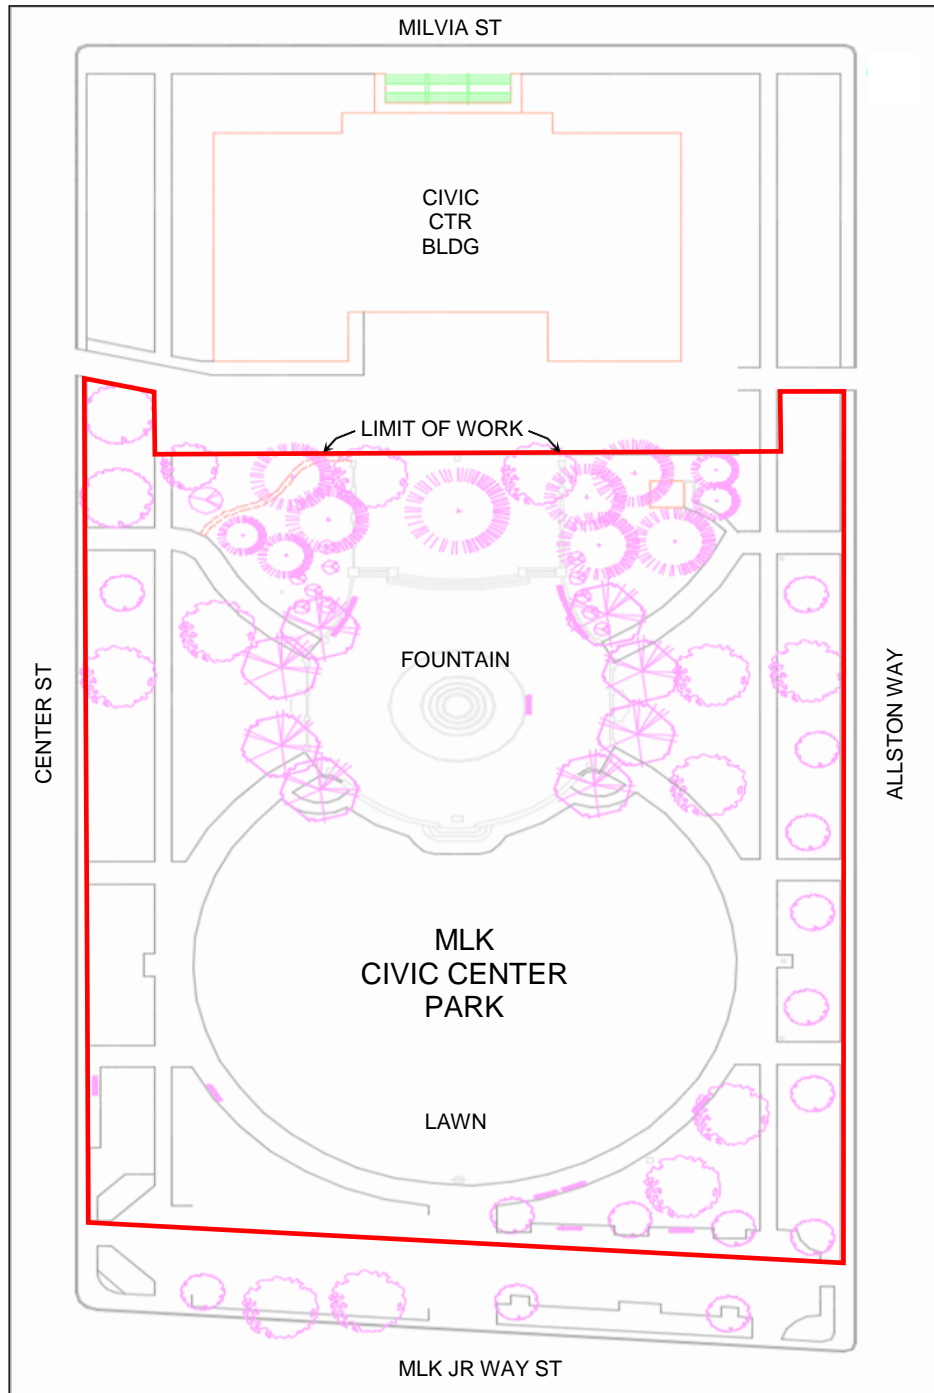 MILVIA ST
CIVIC
CTR
BLDG
LIMIT OF WORK
FOUNTAIN
CENTER ST
ALLSTON WAY
MLK
CIVIC CENTER
PARK
LAWN
MLK JR WAY ST